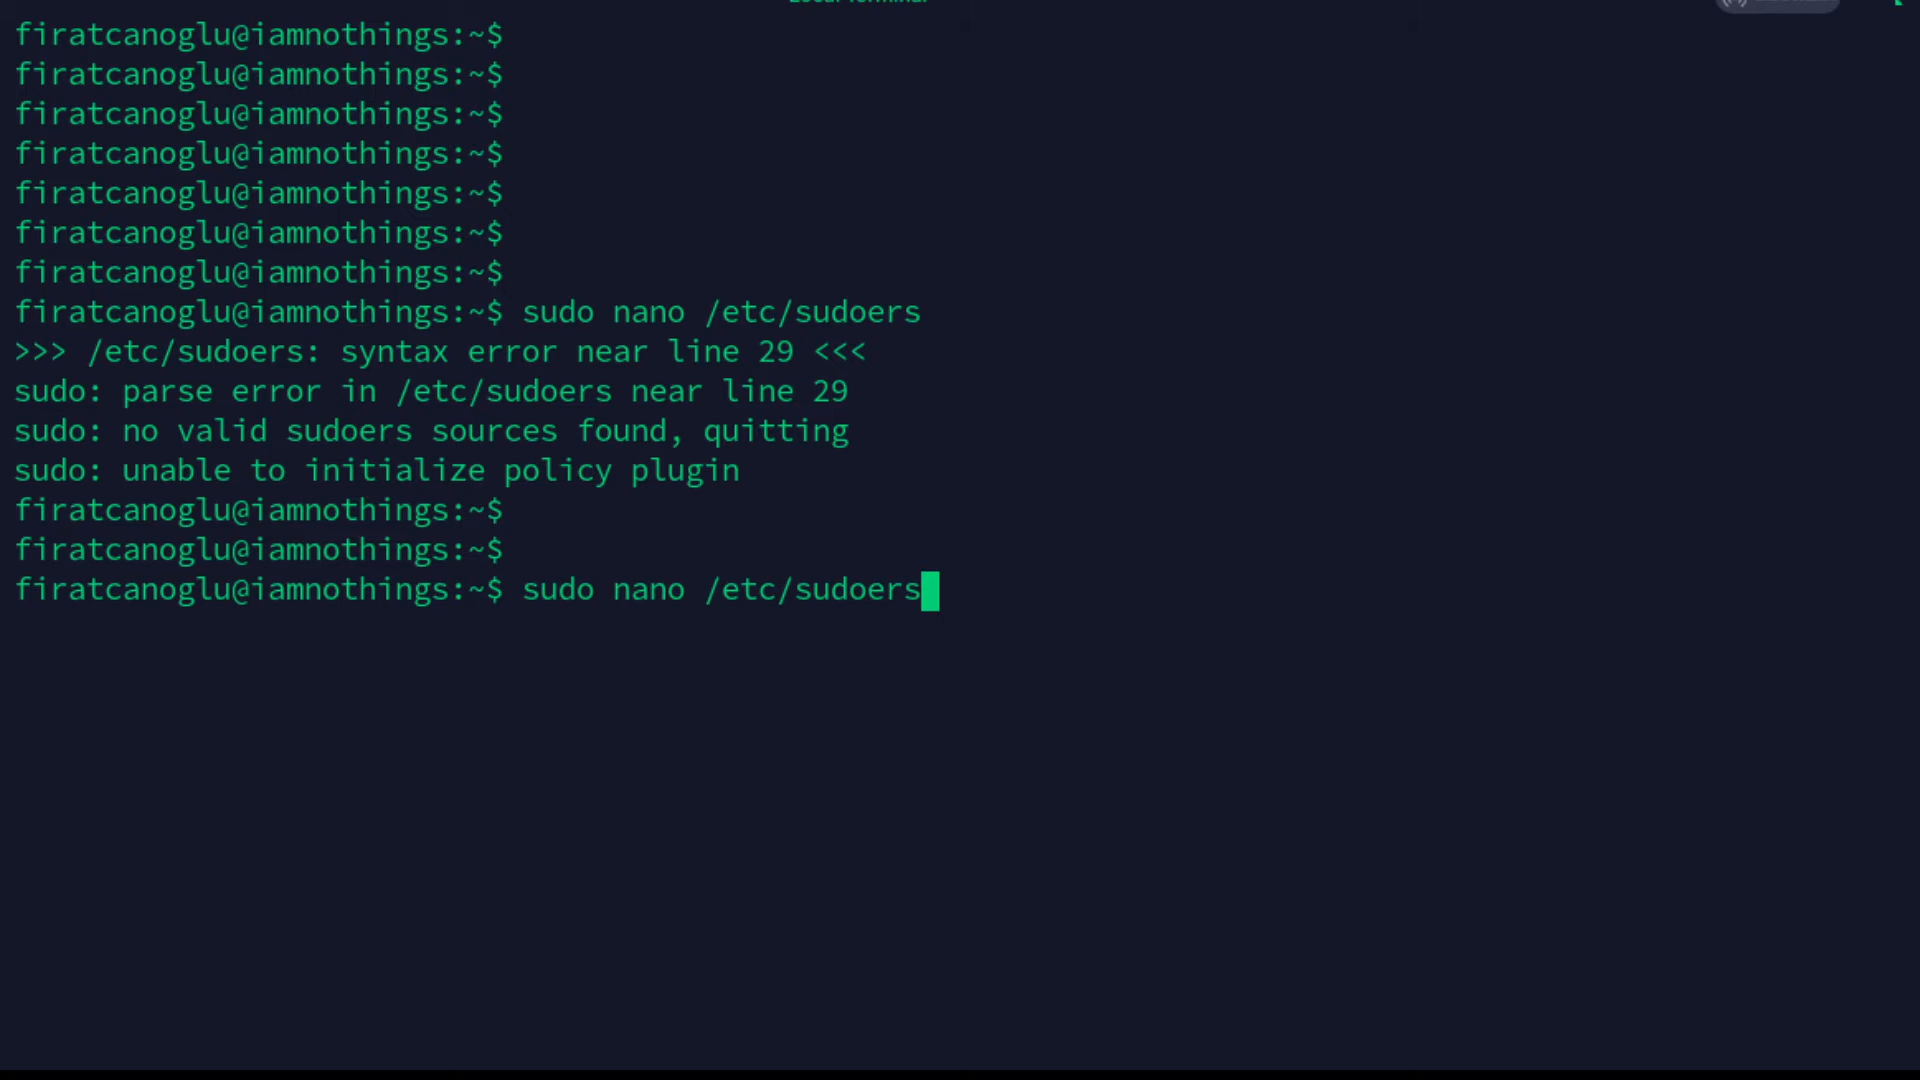 Local Terminal
firatcanoglu@iamnothings:~$
firatcanoglu@iamnothings:~$
firatcanoglu@iamnothings:~$
firatcanoglu@iamnothings:~$
firatcanoglu@iamnothings:~$
firatcanoglu@iamnothings:~$
firatcanoglu@iamnothings:~$
firatcanoglu@iamnothings:~$ sudo nano /etc/sudoers
>>> /etc/sudoers: syntax error near line 29 <<<
sudo: parse error in /etc/sudoers near line 29
sudo: no valid sudoers sources found, quitting
sudo: unable to initialize policy plugin
firatcanoglu@iamnothings:~$
firatcanoglu@iamnothings:~$
firatcanoglu@iamnothings:~$ sudo nano /etc/sudoers